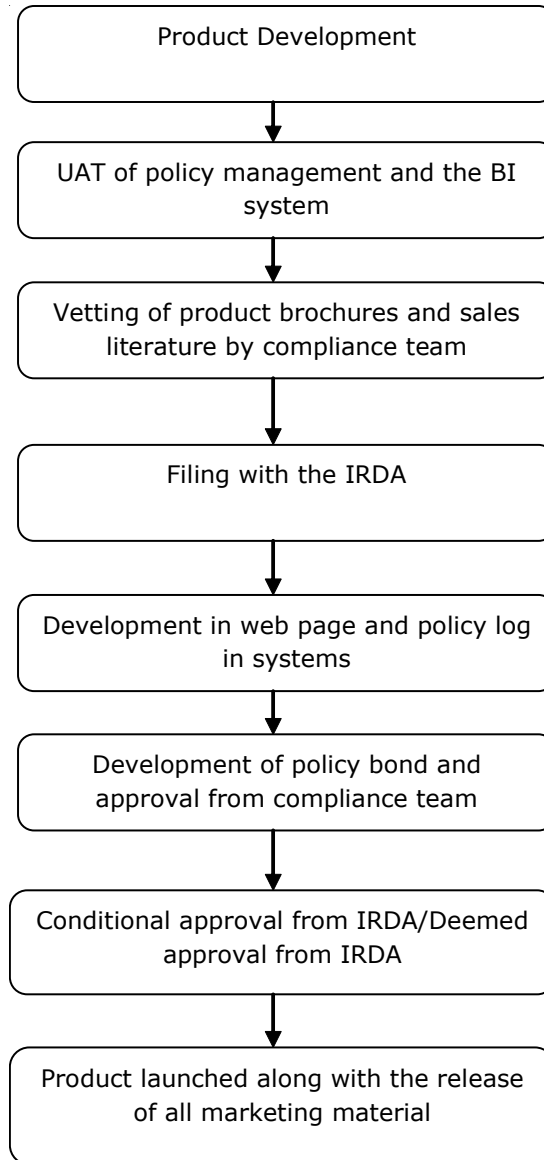 Product Development
UAT of policy management and the BI
system
Vetting of product brochures and sales
literature by compliance team
Filing with the IRDA
Development in web page and policy log
in systems
Development of policy bond and
approval from compliance team
Conditional approval from IRDA/Deemed
approval from IRDA
Product launched along with the release
of all marketing material